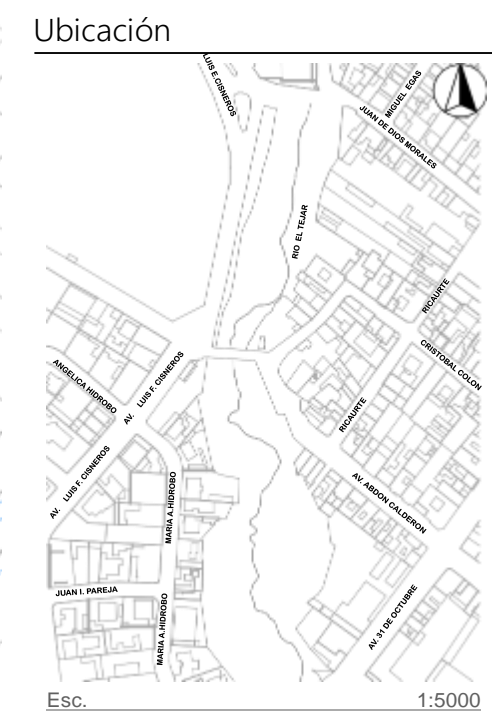 Ubicación
LUIS E. CISNEROS
MIGUEL EGAS
JUAN DE DIOS MORALES
RIO EL TEJAR
RICAURTE
CRISTOBAL COLON
ANGELICA HIDROBO
AV. LUIS F. CISNEROS
RICAURTE
AV. LUIS F. CISNEROS
MARIA A.HIDROBO
AV. ABDON CALDERON
JUAN I. PAREJA
MARIA A.HIDROBO
AV. 31 DE OCTUBRE
Esc. 1:5000